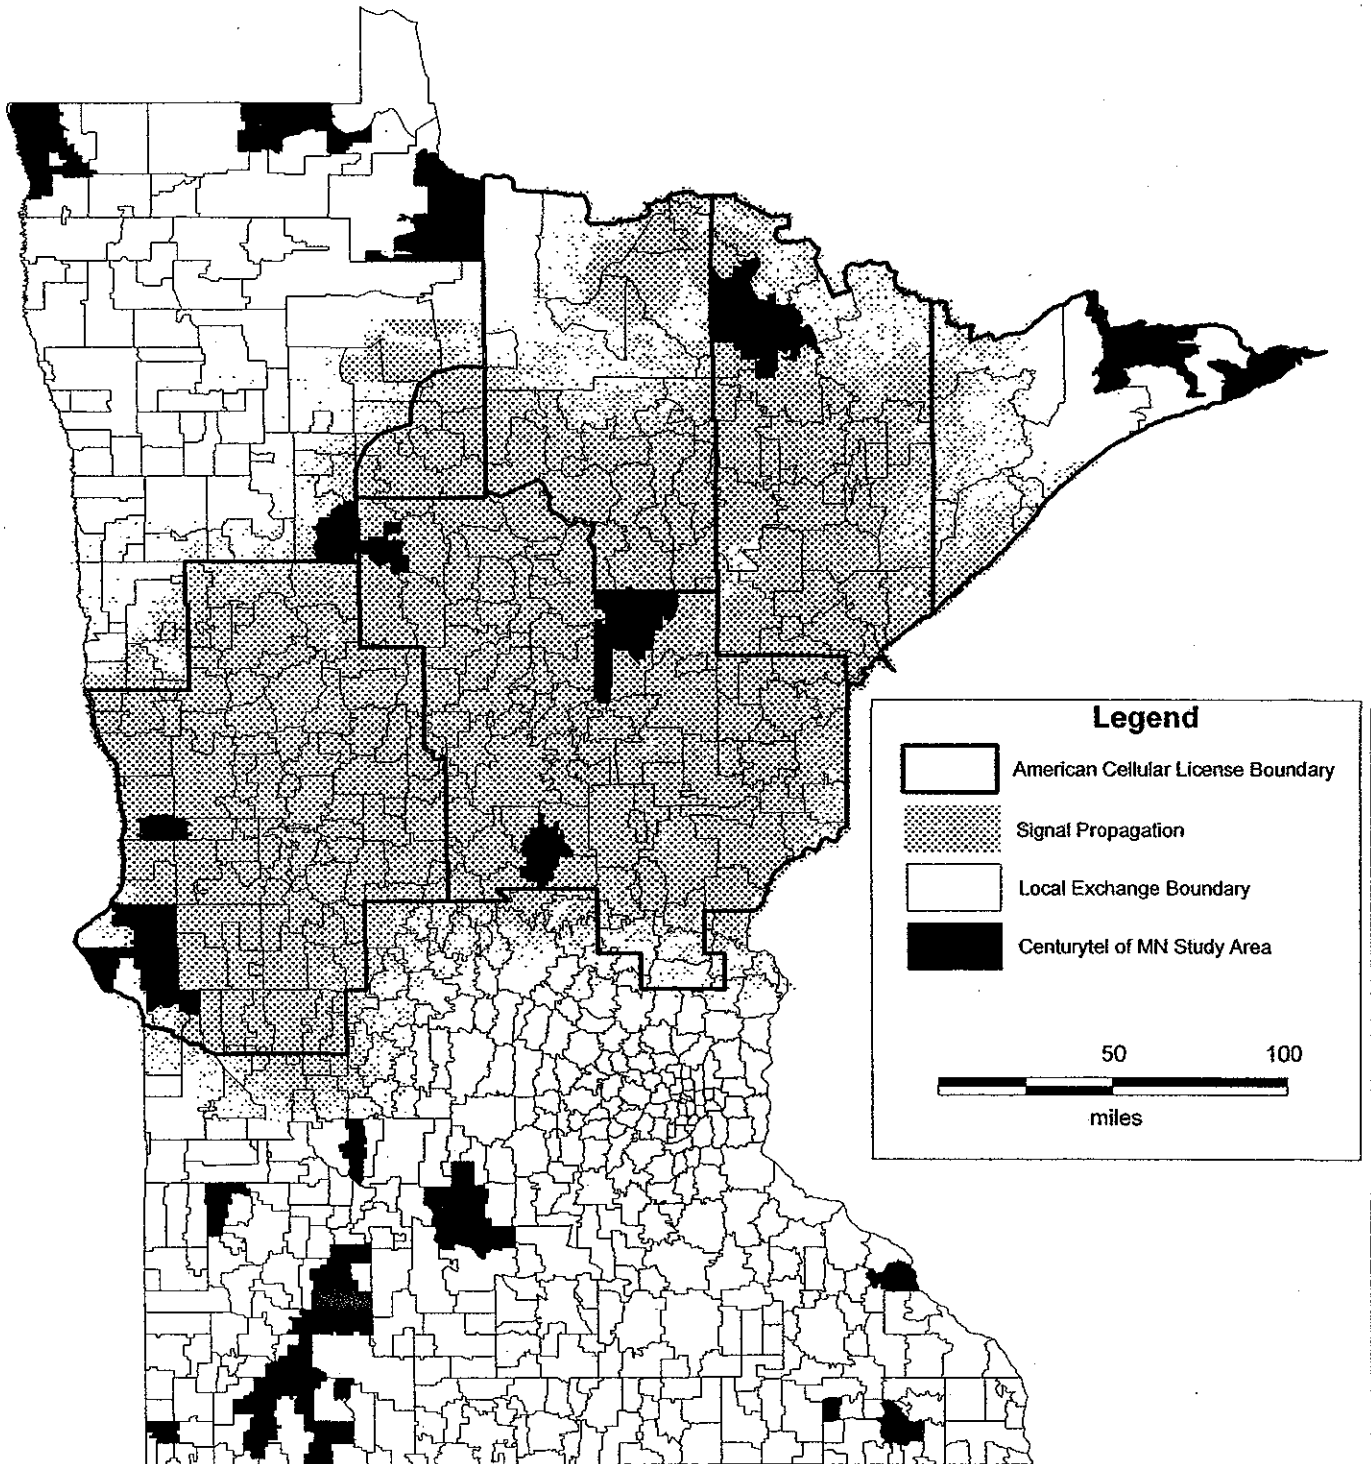 Legend
American Cellular License Boundary
Signal Propagation
Local Exchange Boundary
Centurytel of MN Study Area
50 100
miles